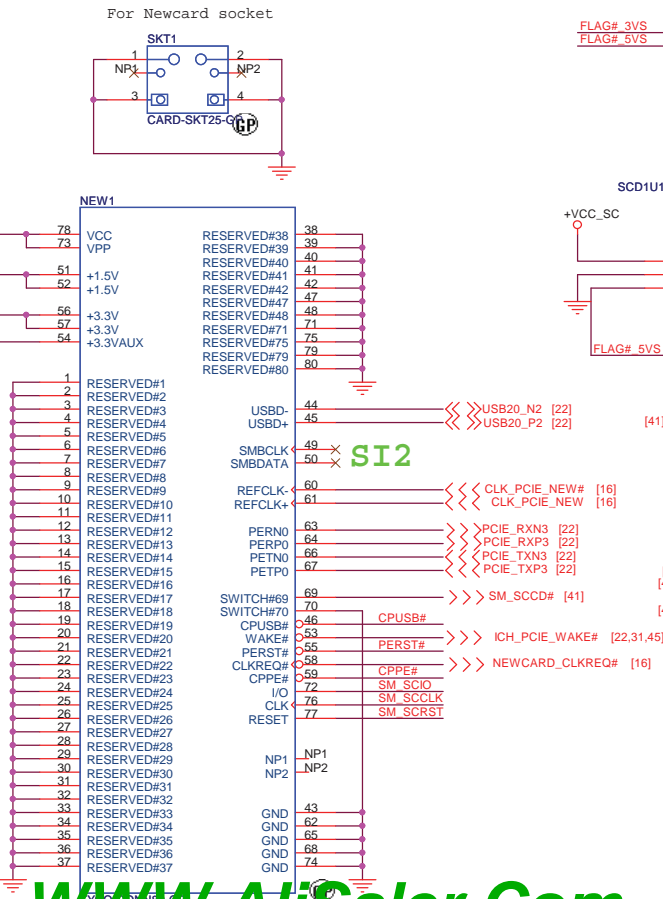 For Newcard socket
SKT1
1 2
NP1 NP2
3 4
CARD-SKT25-GP
GP
FLAG#_3VS
FLAG#_5VS
SCD1U1
+VCC_SC
FLAG#_5VS
[41]
NEW1
78 VCC
73 VPP
51 +1.5V
52 +1.5V
56 +3.3V
57 +3.3V
54 +3.3VAUX
1 RESERVED#1
2 RESERVED#2
3 RESERVED#3
4 RESERVED#4
5 RESERVED#5
6 RESERVED#6
7 RESERVED#7
8 RESERVED#8
9 RESERVED#9
10 RESERVED#10
11 RESERVED#11
12 RESERVED#12
13 RESERVED#13
14 RESERVED#14
15 RESERVED#15
16 RESERVED#16
17 RESERVED#17
18 RESERVED#18
19 RESERVED#19
20 RESERVED#20
21 RESERVED#21
22 RESERVED#22
23 RESERVED#23
24 RESERVED#24
25 RESERVED#25
26 RESERVED#26
27 RESERVED#27
28 RESERVED#28
29 RESERVED#29
30 RESERVED#30
31 RESERVED#31
32 RESERVED#32
33 RESERVED#33
34 RESERVED#34
35 RESERVED#35
36 RESERVED#36
37 RESERVED#37
RESERVED#38 38
RESERVED#39 39
RESERVED#40 40
RESERVED#41 41
RESERVED#42 42
RESERVED#47 47
RESERVED#48 48
RESERVED#71 71
RESERVED#75 75
RESERVED#79 79
RESERVED#80 80
USBD- 44 USB20_N2 [22]
USBD+ 45 USB20_P2 [22]
SMBCLK 49
SMBDATA 50
SI2
REFCLK- 60 CLK_PCIE_NEW# [16]
REFCLK+ 61 CLK_PCIE_NEW [16]
PERN0 63 PCIE_RXN3 [22]
PERP0 64 PCIE_RXP3 [22]
PETN0 66 PCIE_TXN3 [22]
PETP0 67 PCIE_TXP3 [22]
SWITCH#69 69 SM_SCCD# [41]
SWITCH#70 70
CPUSB# 46 CPUSB#
WAKE# 53 ICH_PCIE_WAKE# [22,31,45]
PERST# 55 PERST#
CLKREQ# 58 NEWCARD_CLKREQ# [16]
CPPE# 59 CPPE#
I/O 72 SM_SCIO
CLK 76 SM_SCCLK
RESET 77 SM_SCRST
NP1 NP1
NP2 NP2
GND 43
GND 62
GND 65
GND 68
GND 74
GP
WWW.AliSaler.Com